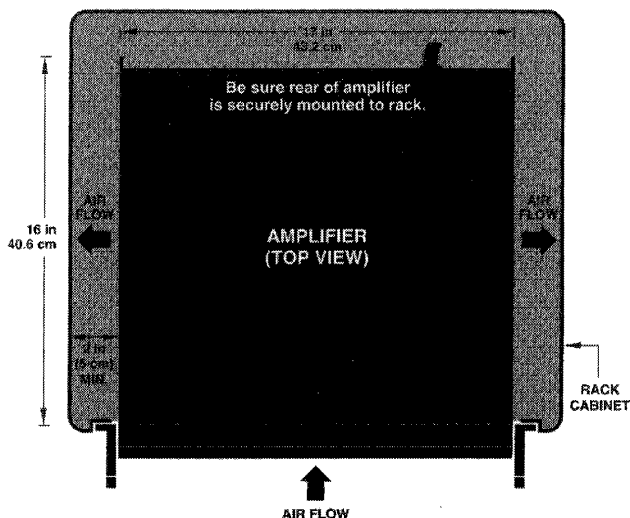 17 in
43.2 cm
Be sure rear of amplifier
is securely mounted to rack.
AIR
FLOW
16 in
40.6 cm
AMPLIFIER
(TOP VIEW)
AIR
FLOW
2 in
(5 cm)
MIN.
RACK
CABINET
AIR FLOW